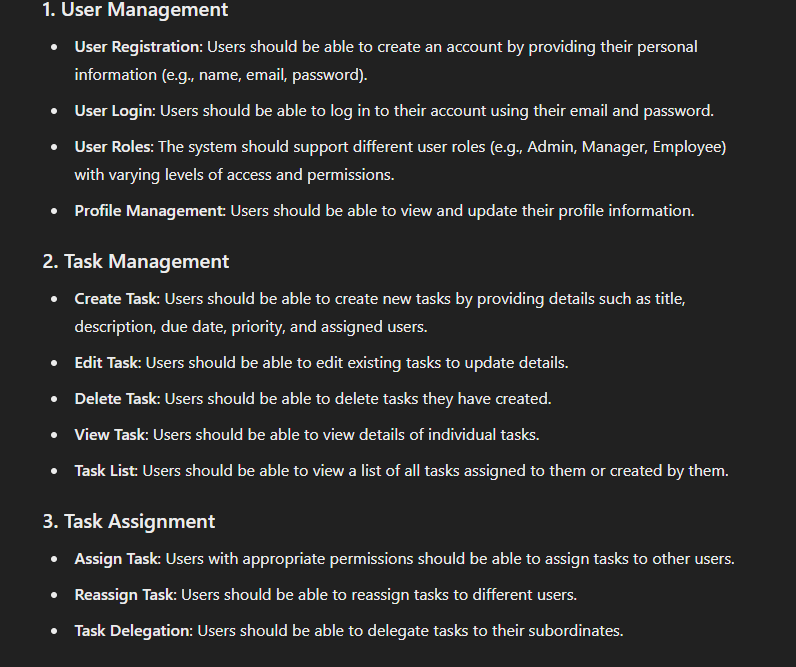 1. User Management
• User Registration: Users should be able to create an account by providing their personal
information (e.g., name, email, password).
• User Login: Users should be able to log in to their account using their email and password.
• User Roles: The system should support different user roles (e.g., Admin, Manager, Employee)
with varying levels of access and permissions.
• Profile Management: Users should be able to view and update their profile information.
2. Task Management
• Create Task: Users should be able to create new tasks by providing details such as title,
description, due date, priority, and assigned users.
• Edit Task: Users should be able to edit existing tasks to update details.
• Delete Task: Users should be able to delete tasks they have created.
• View Task: Users should be able to view details of individual tasks.
• Task List: Users should be able to view a list of all tasks assigned to them or created by them.
3. Task Assignment
• Assign Task: Users with appropriate permissions should be able to assign tasks to other users.
• Reassign Task: Users should be able to reassign tasks to different users.
• Task Delegation: Users should be able to delegate tasks to their subordinates.